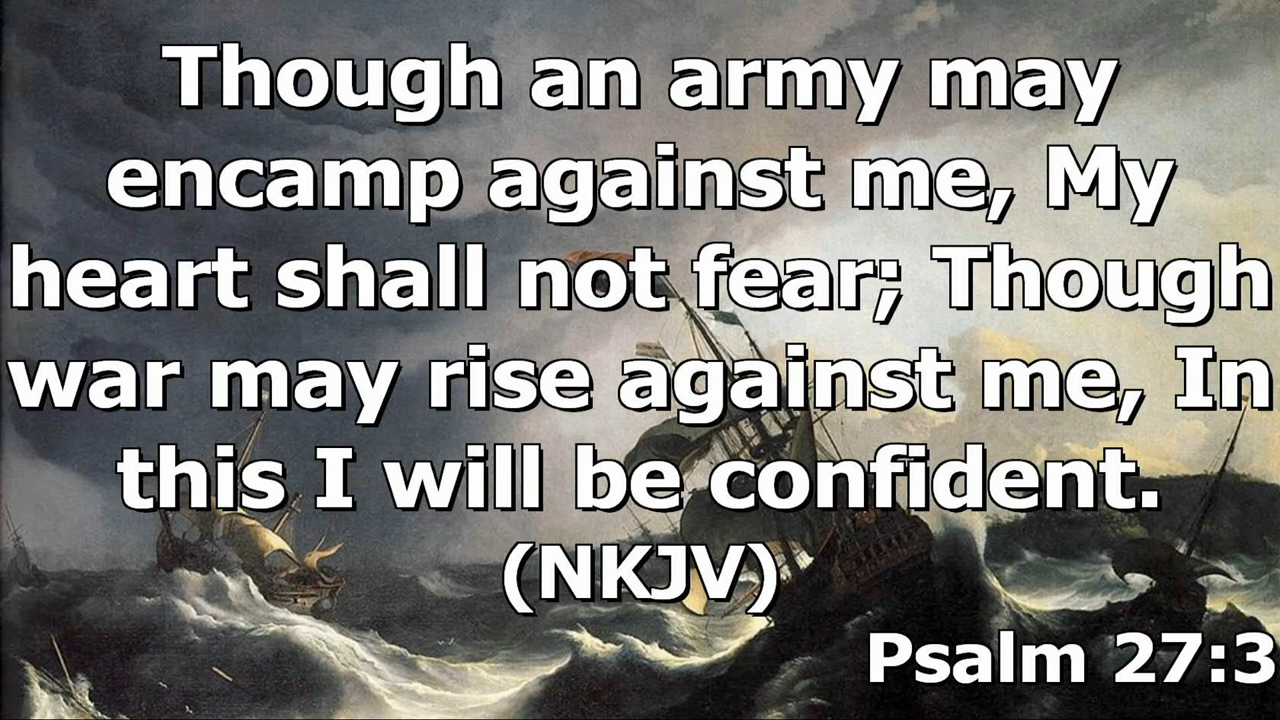 Though an army may
encamp against me, My
heart shall not fear; Though
war may rise against me, In
this I will be confident.
(NKJV)
Psalm 27:3